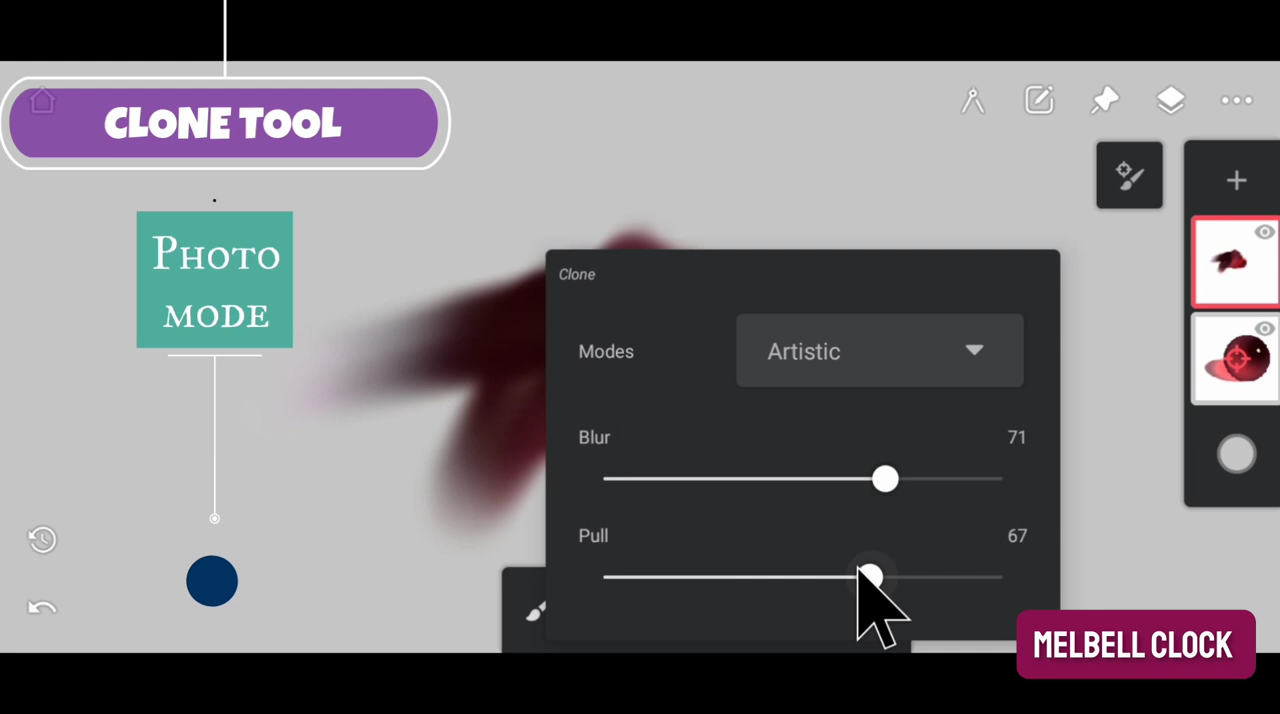 CLONE TOOL
PHOTO
MODE
Clone
Modes
Artistic
Blur
71
Pull
67
MELBELL CLOCK